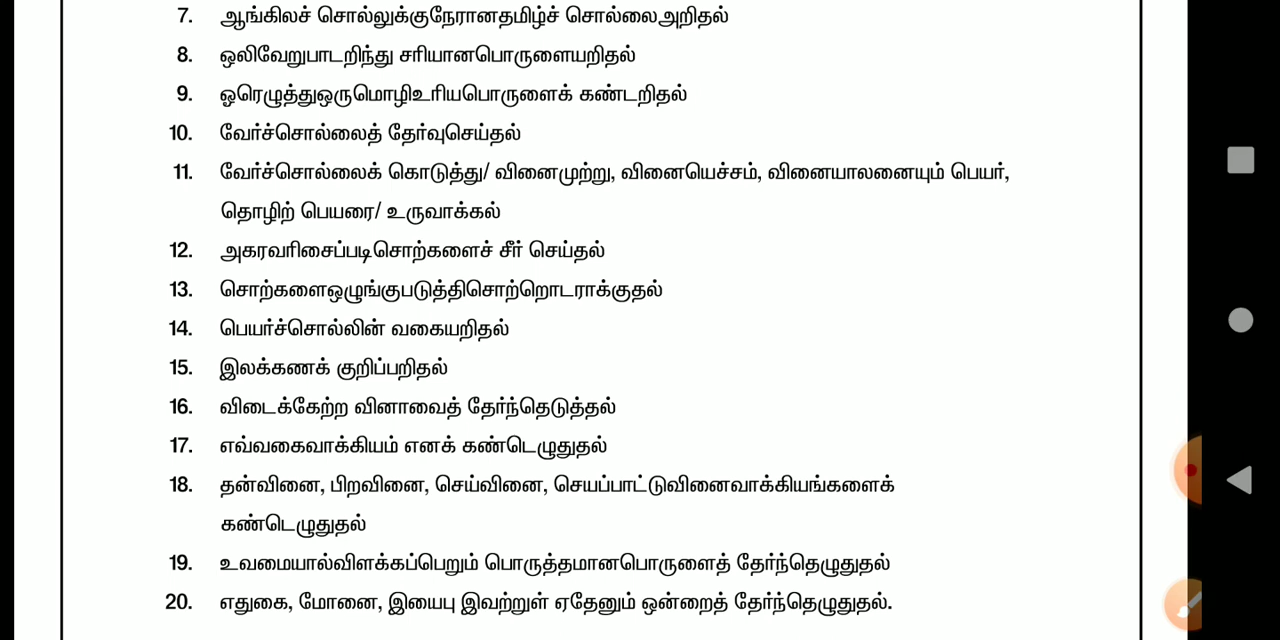 7. ஆங்கிலச் சொல்லுக்குநேரானதமிழ்ச் சொல்லைஅறிதல்
8. ஒலிவேறுபாடறிந்து சரியானபொருளையறிதல்
9. ஓரெழுத்துஒருமொழிஉரியபொருளைக் கண்டறிதல்
10. வேர்ச்சொல்லைத் தேர்வுசெய்தல்
11. வேர்ச்சொல்லைக் கொடுத்து/ வினைமுற்று, வினையெச்சம், வினையாலனையும் பெயர்,
தொழிற் பெயரை/ உருவாக்கல்
12. அகரவரிசைப்படிசொற்களைச் சீர் செய்தல்
13. சொற்களைஒழுங்குபடுத்திசொற்றொடராக்குதல்
14. பெயர்ச்சொல்லின் வகையறிதல்
15. இலக்கணக் குறிப்பறிதல்
16. விடைக்கேற்ற வினாவைத் தேர்ந்தெடுத்தல்
17. எவ்வகைவாக்கியம் எனக் கண்டெழுதுதல்
18. தன்வினை, பிறவினை, செய்வினை, செயப்பாட்டுவினைவாக்கியங்களைக்
கண்டெழுதுதல்
19. உவமையால்விளக்கப்பெறும் பொருத்தமானபொருளைத் தேர்ந்தெழுதுதல்
20. எதுகை, மோனை, இயைபு இவற்றுள் ஏதேனும் ஒன்றைத் தேர்ந்தெழுதுதல்.